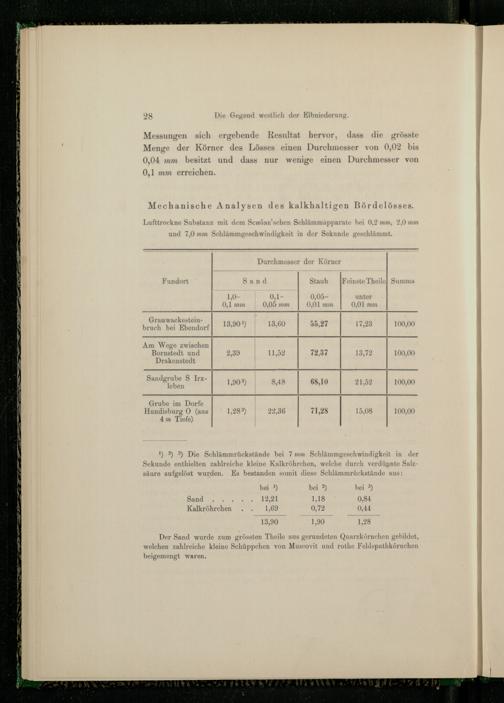 28 Die Gegend westlich der Elbniederung.
Messungen sich ergebende Resultat hervor, dass die grösste
Menge der Körner des Lösses einen Durchmesser von 0,02 bis
0,04 mm besitzt und dass nur wenige einen Durchmesser von
0,1 mm erreichen.
Mechanische Analysen des kalkhaltigen Bördelösses.
Lufttrockne Substanz mit dem Schöne'schen Schlämmapparate bei 0,2 mm, 2,0 mm
und 7,0 mm Schlämmgeschwindigkeit in der Sekunde geschlämmt.
Durchmesser der Körner
Fundort Sand Staub Feinste Theile Summa
1,0– 0,1– 0,05– unter
0,1 mm 0,05 mm 0,01 mm 0,01 mm
Grauwackestein-
bruch bei Ebendorf 13,90 ¹) 13,60 55,27 17,23 100,00
Am Wege zwischen
Bornstedt und 2,39 11,52 72,37 13,72 100,00
Drakenstedt
Sandgrube S Irx-
leben 1,90 ²) 8,48 68,10 21,52 100,00
Grube im Dorfe
Hundisburg O (aus 1,28 ³) 22,36 71,28 15,08 100,00
4 m Tiefe)
¹) ²) ³) Die Schlämmrückstände bei 7 mm Schlämmgeschwindigkeit in der
Sekunde enthielten zahlreiche kleine Kalkröhrchen, welche durch verdünnte Salz-
säure aufgelöst wurden. Es bestanden somit diese Schlämmrückstände aus:
bei ¹) bei ²) bei ³)
Sand . . . . . 12,21 1,18 0,84
Kalkröhrchen . . 1,69 0,72 0,44
13,90 1,90 1,28
Der Sand wurde zum grössten Theile aus gerundeten Quarzkörnchen gebildet,
welchen zahlreiche kleine Schüppchen von Muscovit und rothe Feldspathkörnchen
beigemengt waren.